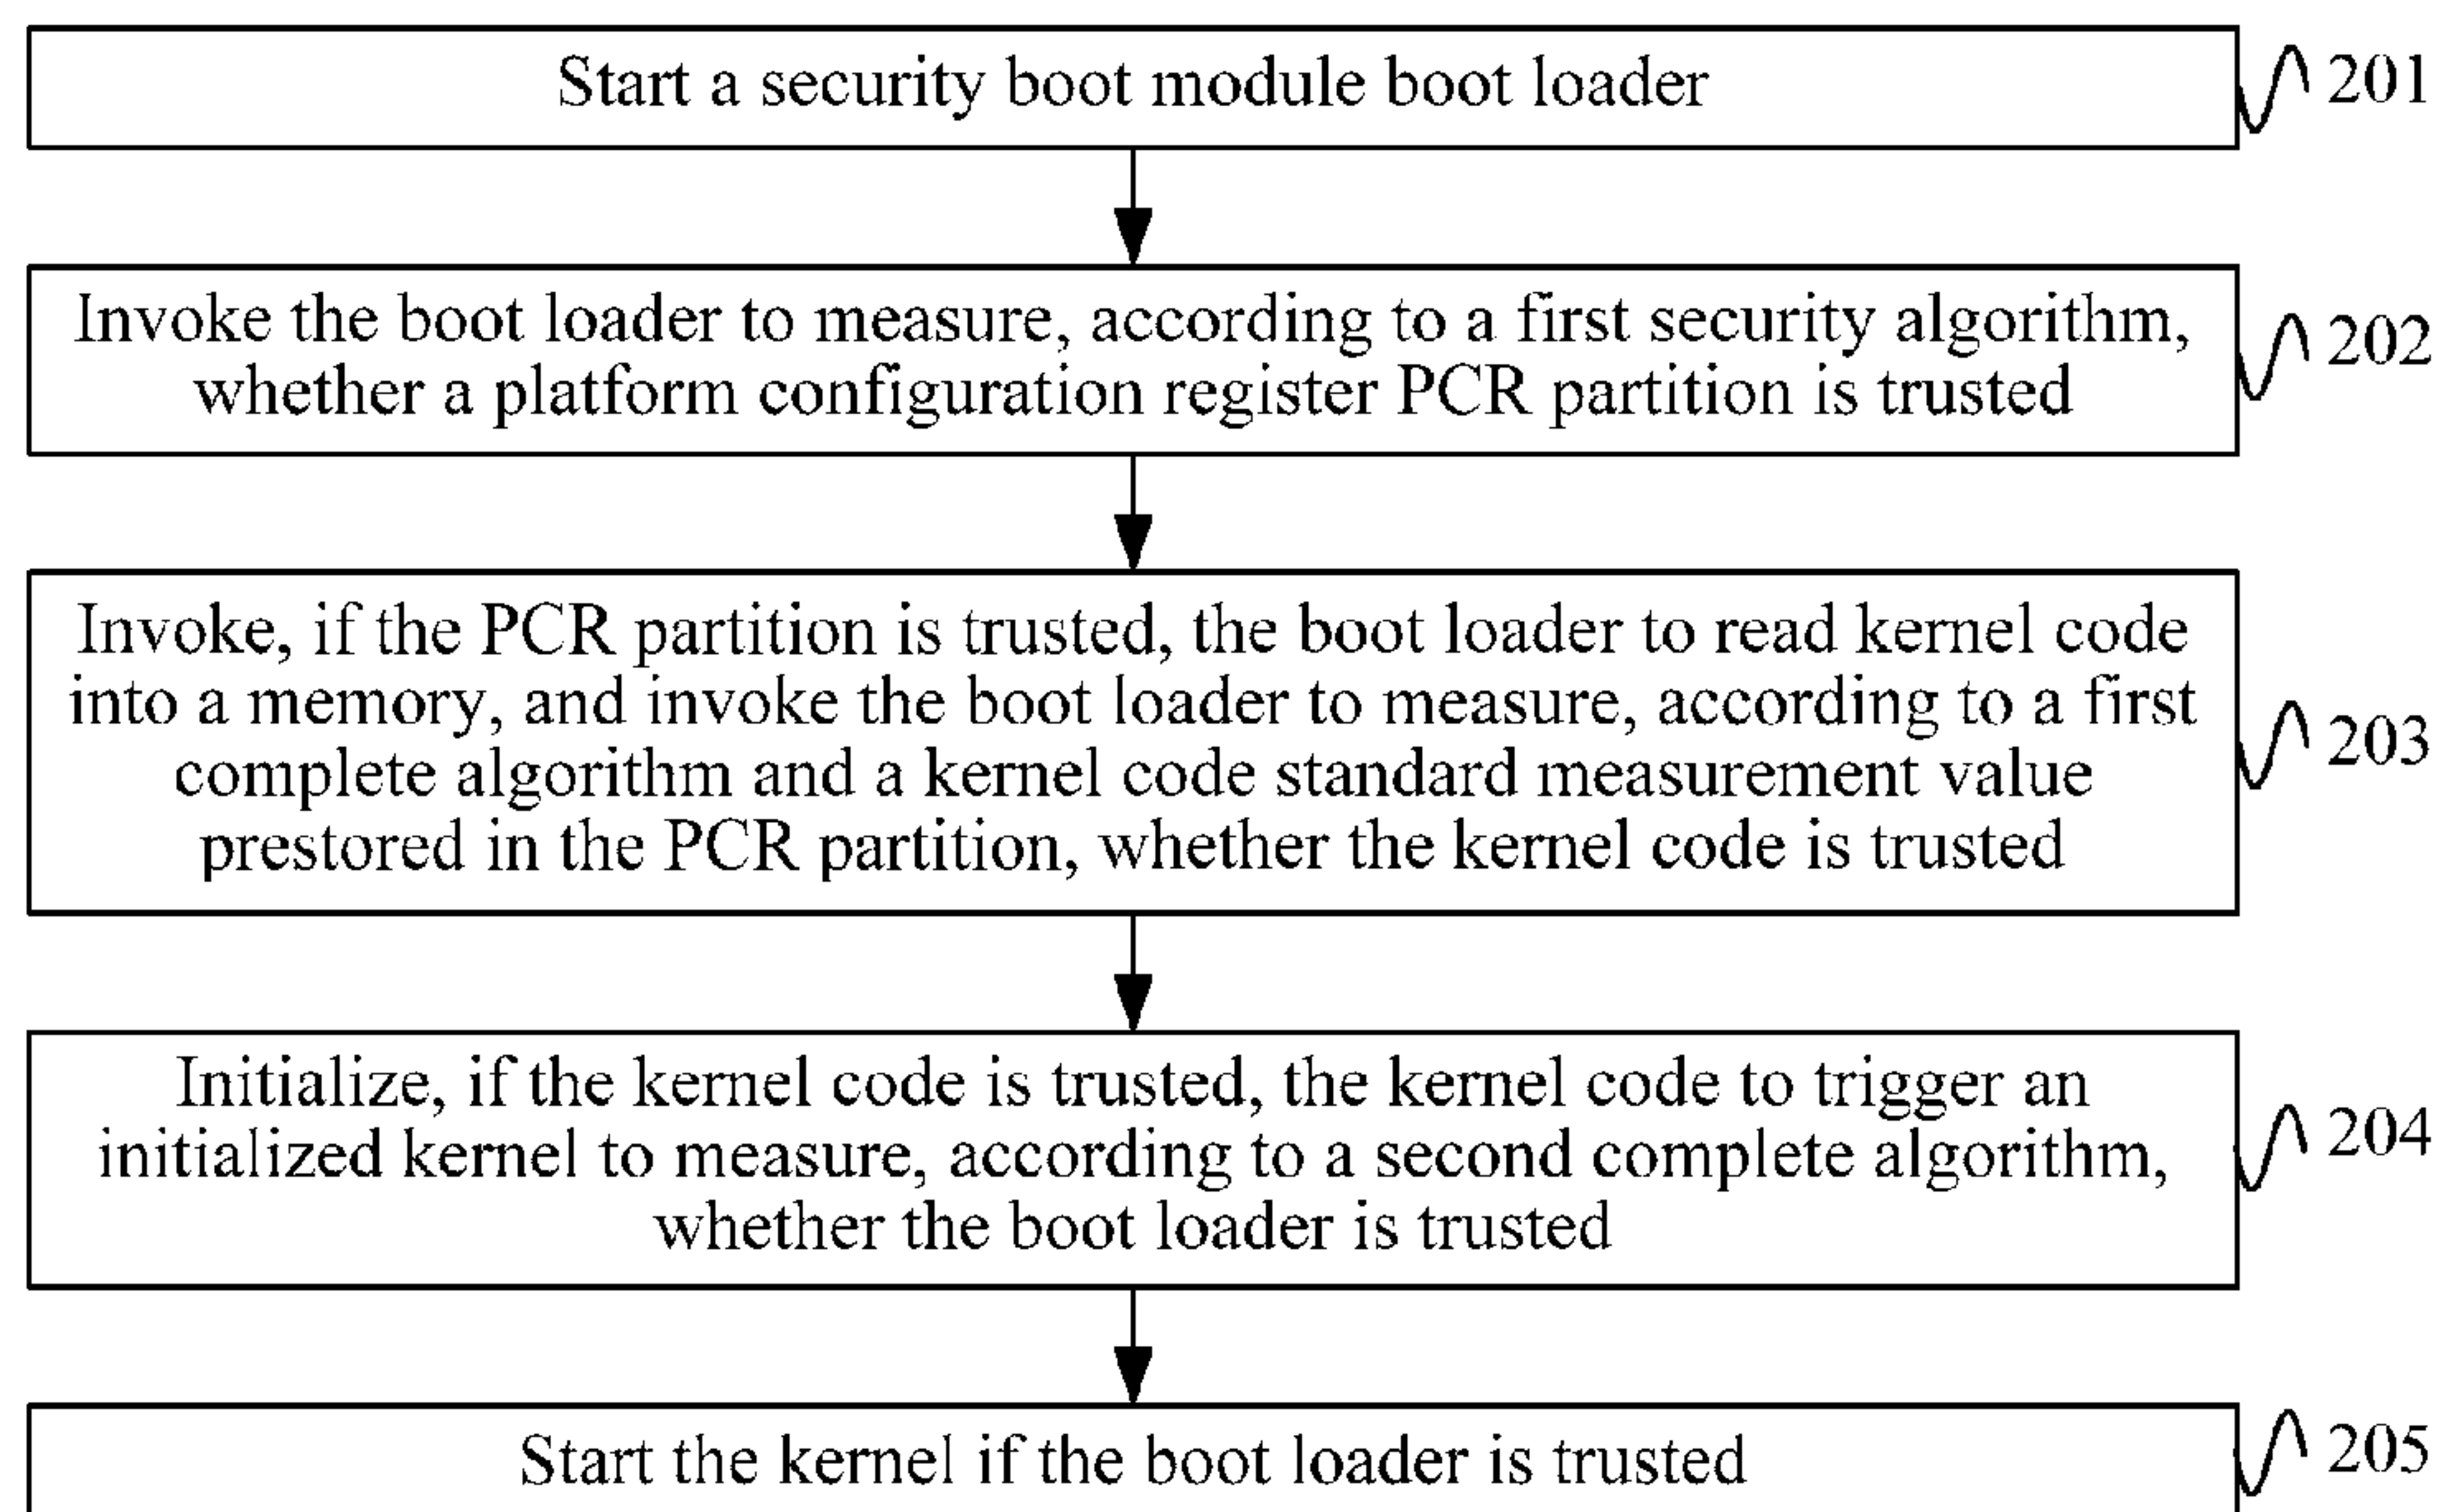 Start a security boot module boot loader
201
Invoke the boot loader to measure, according to a first security algorithm,
whether a platform configuration register PCR partition is trusted
202
Invoke, if the PCR partition is trusted, the boot loader to read kernel code
into a memory, and invoke the boot loader to measure, according to a first
complete algorithm and a kernel code standard measurement value
prestored in the PCR partition, whether the kernel code is trusted
203
Initialize, if the kernel code is trusted, the kernel code to trigger an
initialized kernel to measure, according to a second complete algorithm,
whether the boot loader is trusted
204
Start the kernel if the boot loader is trusted
205